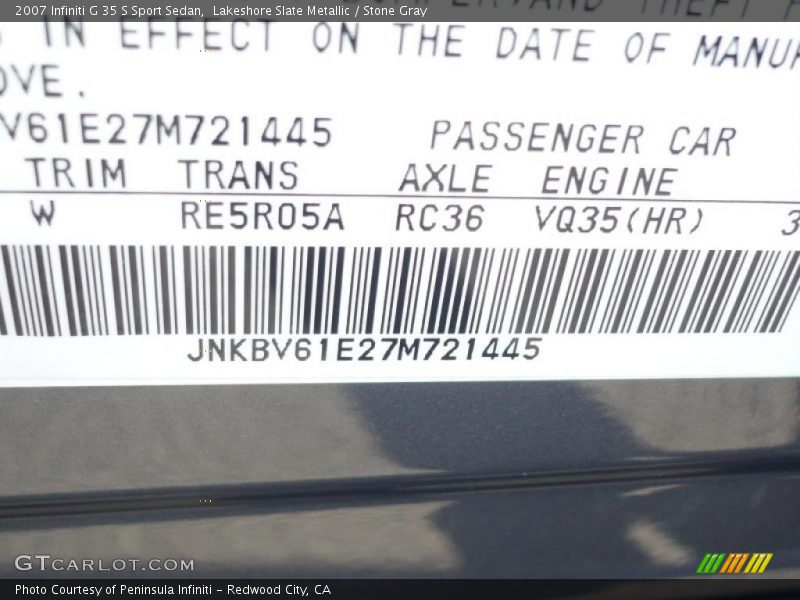 2007 Infiniti G 35 S Sport Sedan,  Lakeshore Slate Metallic / Stone Gray
IN EFFECT ON THE DATE OF MANUF
OVE.
V61E27M721445 PASSENGER CAR
TRIM TRANS AXLE ENGINE
W RE5R05A RC36 VQ35(HR) 3
JNKBV61E27M721445
GTCARLOT.COM
Photo Courtesy of Peninsula Infiniti - Redwood City, CA